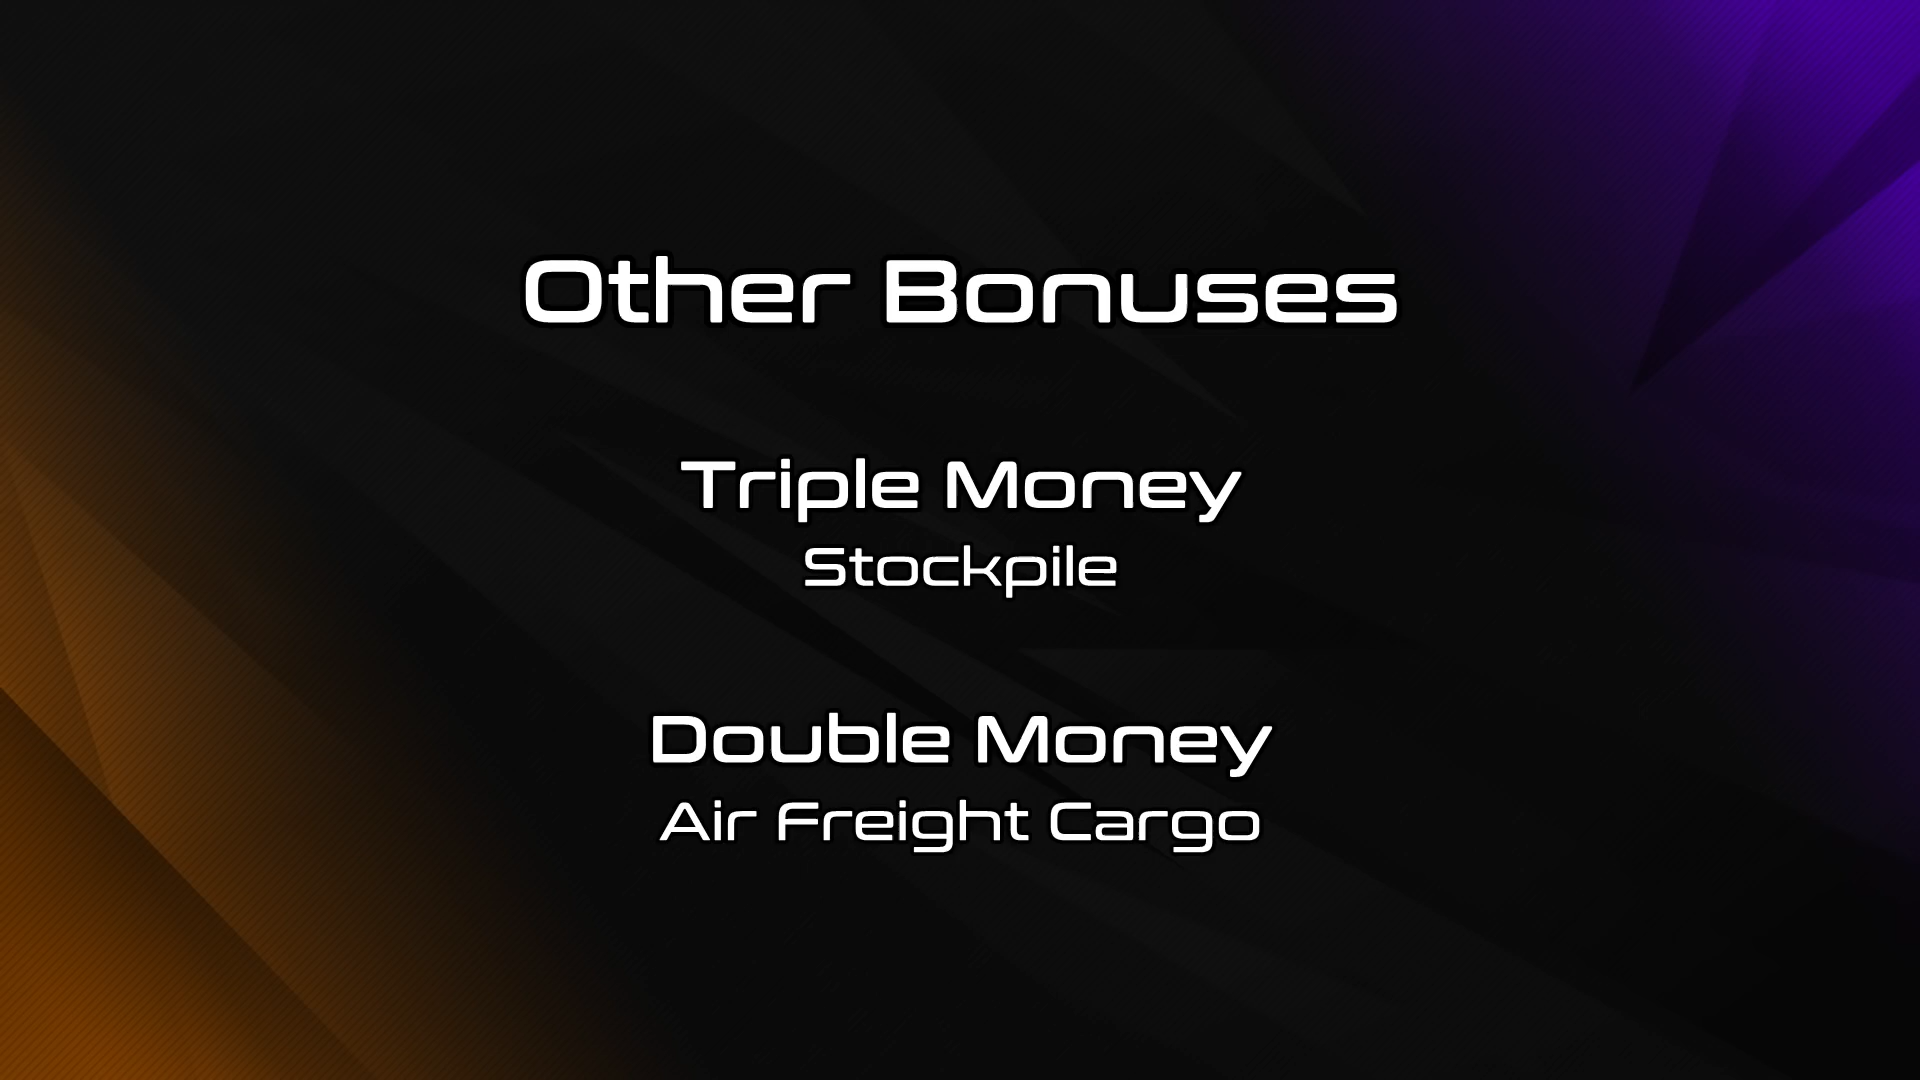 Other Bonuses
Triple Money
Stockpile
Double Money
Air Freight Cargo